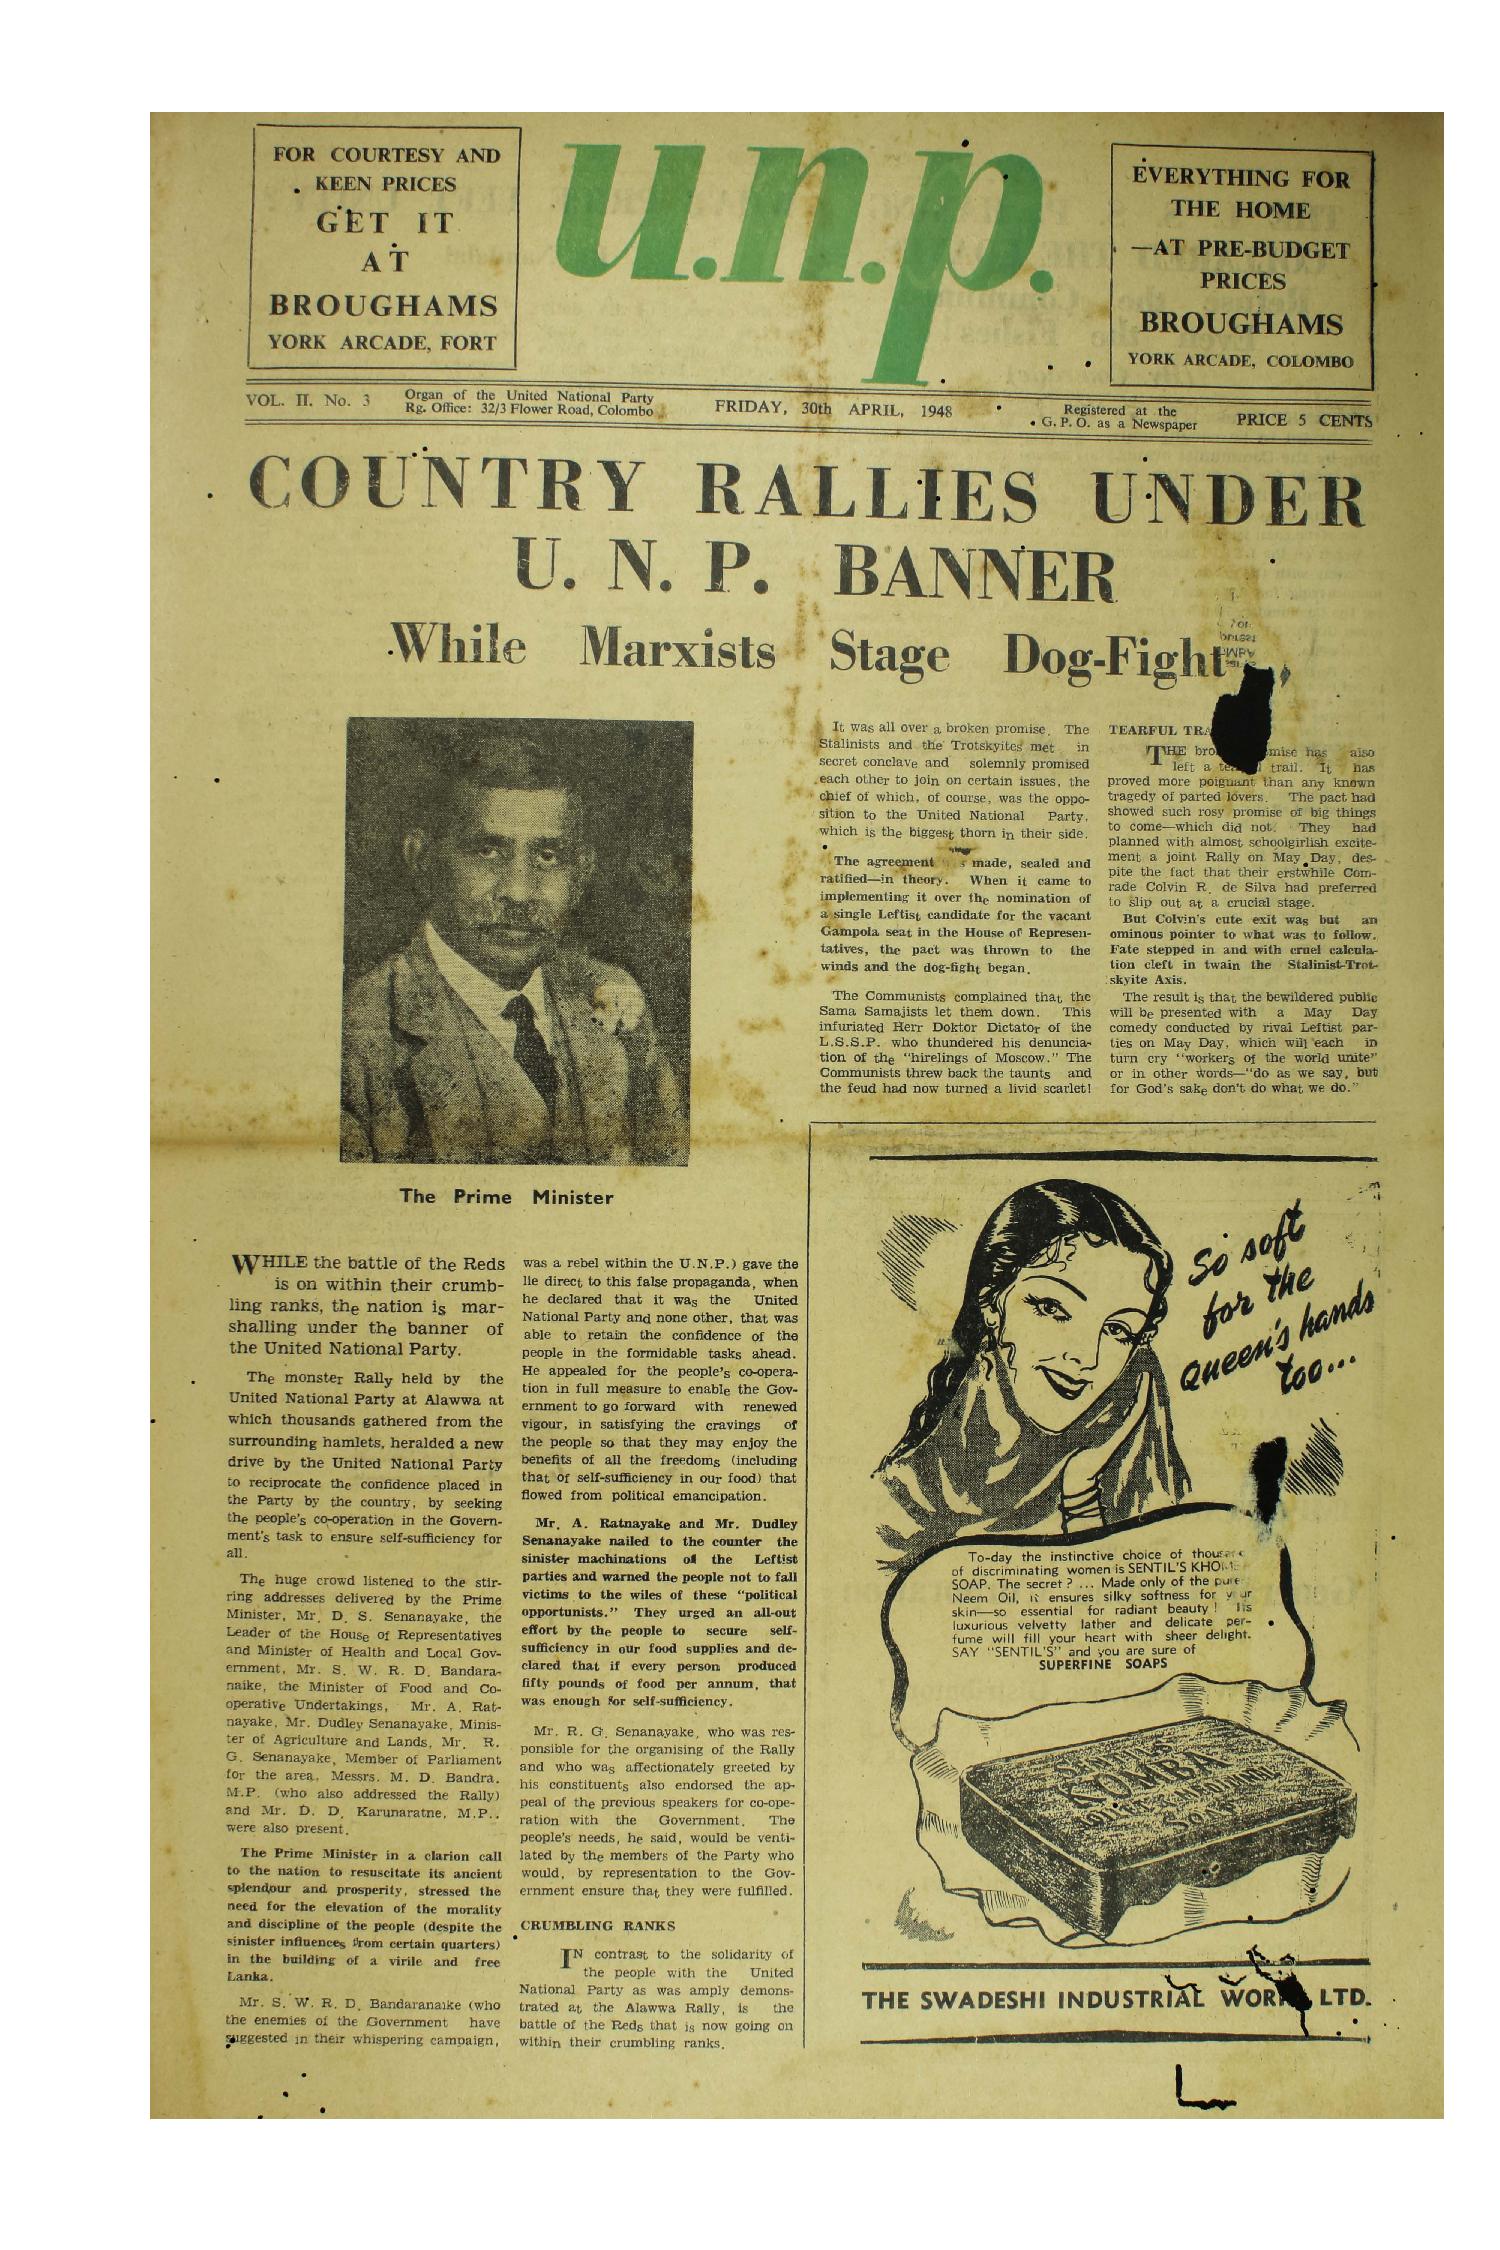 FOR COURTESY AND
KEEN PRICES
GET IT
AT
BROUGHAMS
YORK ARCADE, FORT
u.n.p.
EVERYTHING FOR
THE HOME
—AT PRE-BUDGET
PRICES
BROUGHAMS
YORK ARCADE, COLOMBO
VOL. II. No. 3
Organ of the United National Party
Rg. Office: 32/3 Flower Road, Colombo
FRIDAY, 30th APRIL, 1948
Registered at the
G. P. O. as a Newspaper
PRICE 5 CENTS
COUNTRY RALLIES UNDER
U. N. P. BANNER
While Marxists Stage Dog-Fight
The Prime Minister
WHILE the battle of the Reds
is on within their crumb-
ling ranks, the nation is mar-
shalling under the banner of
the United National Party.
The monster Rally held by the
United National Party at Alawwa at
which thousands gathered from the
surrounding hamlets, heralded a new
drive by the United National Party
to reciprocate the confidence placed in
the Party by the country, by seeking
the people's co-operation in the Govern-
ment's task to ensure self-sufficiency for
all.
The huge crowd listened to the stir-
ring addresses delivered by the Prime
Minister, Mr. D. S. Senanayake, the
Leader of the House of Representatives
and Minister of Health and Local Gov-
ernment, Mr. S. W. R. D. Bandara-
naike, the Minister of Food and Co-
operative Undertakings, Mr. A. Rat-
nayake, Mr. Dudley Senanayake, Minis-
ter of Agriculture and Lands, Mr. R.
G. Senanayake, Member of Parliament
for the area. Messrs. M. D. Bandra,
M.P. (who also addressed the Rally)
and Mr. D. D. Karunaratne, M.P.,
were also present.
The Prime Minister in a clarion call
to the nation to resuscitate its ancient
splendour and prosperity, stressed the
need for the elevation of the morality
and discipline of the people (despite the
sinister influences from certain quarters)
in the building of a virile and free
Lanka.
Mr. S. W. R. D. Bandaranaike (who
the enemies of the Government have
suggested in their whispering campaign,
was a rebel within the U.N.P.) gave the
lie direct to this false propaganda, when
he declared that it was the United
National Party and none other, that was
able to retain the confidence of the
people in the formidable tasks ahead.
He appealed for the people's co-opera-
tion in full measure to enable the Gov-
ernment to go forward with renewed
vigour, in satisfying the cravings of
the people so that they may enjoy the
benefits of all the freedoms (including
that of self-sufficiency in our food) that
flowed from political emancipation.
Mr. A. Ratnayake and Mr. Dudley
Senanayake nailed to the counter the
sinister machinations of the Leftist
parties and warned the people not to fall
victims to the wiles of these "political
opportunists." They urged an all-out
effort by the people to secure self-
sufficiency in our food supplies and de-
clared that if every person produced
fifty pounds of food per annum, that
was enough for self-sufficiency.
Mr. R. G. Senanayake, who was res-
ponsible for the organising of the Rally
and who was affectionately greeted by
his constituents also endorsed the ap-
peal of the previous speakers for co-ope-
ration with the Government. The
people's needs, he said, would be venti-
lated by the members of the Party who
would, by representation to the Gov-
ernment ensure that they were fulfilled.
CRUMBLING RANKS
IN contrast to the solidarity of
the people with the United
National Party as was amply demons-
trated at the Alawwa Rally, is the
battle of the Reds that is now going on
within their crumbling ranks.
It was all over a broken promise. The
Stalinists and the Trotskyites met in
secret conclave and solemnly promised
each other to join on certain issues, the
chief of which, of course, was the oppo-
sition to the United National Party,
which is the biggest thorn in their side.
The agreement made, sealed and
ratified—in theory. When it came to
implementing it over the nomination of
a single Leftist candidate for the vacant
Gampola seat in the House of Represen-
tatives, the pact was thrown to the
winds and the dog-fight began.
The Communists complained that the
Sama Samajists let them down. This
infuriated Herr Doktor Dictator of the
L.S.S.P. who thundered his denuncia-
tion of the "hirelings of Moscow." The
Communists threw back the taunts and
the feud had now turned a livid scarlet!
TEARFUL
THE has also
left a trail. It has
proved more poignant than any known
tragedy of parted lovers. The pact had
showed such rosy promise of big things
to come—which did not. They had
planned with almost schoolgirlish excite-
ment a joint Rally on May Day, des-
pite the fact that their erstwhile Com-
rade Colvin R. de Silva had preferred
to slip out at a crucial stage.
But Colvin's cute exit was but an
ominous pointer to what was to follow.
Fate stepped in and with cruel calcula-
tion cleft in twain the Stalinist-Trot-
skyite Axis.
The result is that the bewildered public
will be presented with a May Day
comedy conducted by rival Leftist par-
ties on May Day, which will each in
turn cry "workers of the world unite"
or in other words—"do as we say, but
for God's sake don't do what we do."
So soft
for the
queen's hands
too...
To-day the instinctive choice of
of discriminating women is SENTIL'S
SOAP. The secret ? ... Made only of the pure
Neem Oil, it ensures silky softness for your
skin—so essential for radiant beauty ! Its
luxurious velvety lather and delicate per-
fume will fill your heart with sheer delight.
SAY "SENTIL'S" and you are sure of
SUPERFINE SOAPS
KOMBA
SOAP
THE SWADESHI INDUSTRIAL LTD.